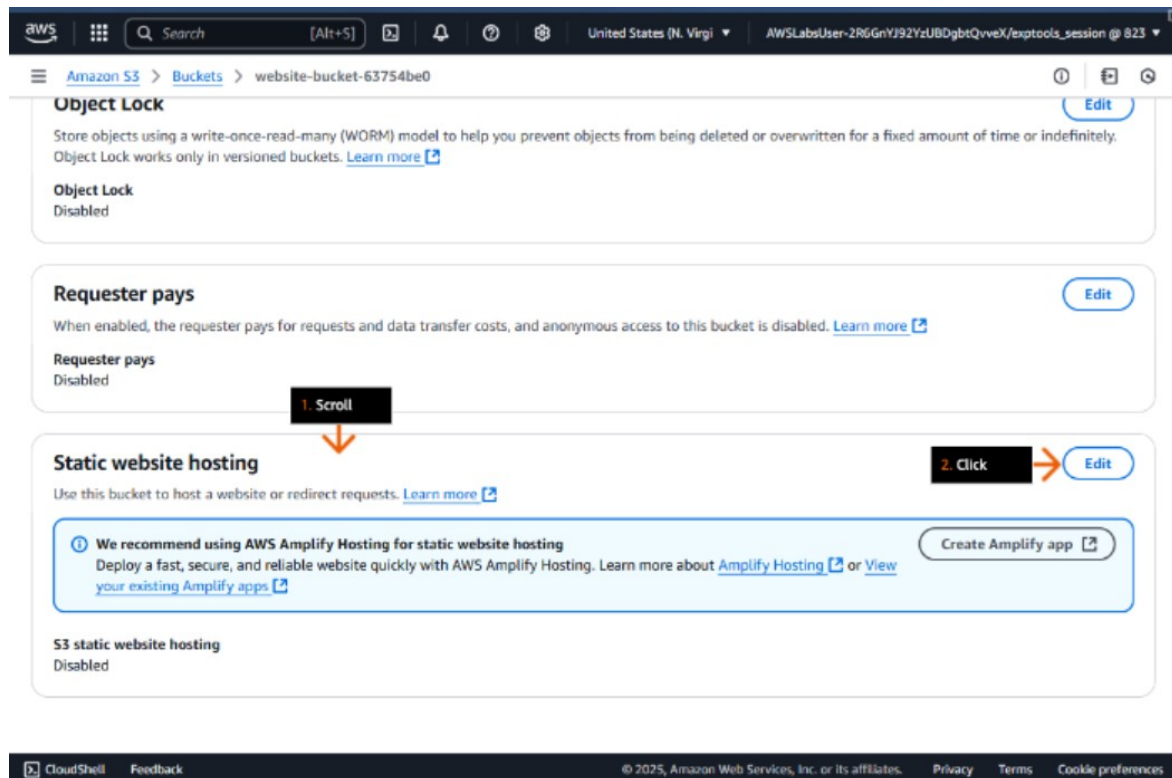 aws
Search [Alt+S] United States (N. Virgi AWSLabsUser-2R6GnYJ92YzUBDgbtQvveX/exptools_session @ 823
Amazon S3 > Buckets > website-bucket-63754be0
Object Lock Edit
Store objects using a write-once-read-many (WORM) model to help you prevent objects from being deleted or overwritten for a fixed amount of time or indefinitely.
Object Lock works only in versioned buckets. Learn more
Object Lock
Disabled
Requester pays Edit
When enabled, the requester pays for requests and data transfer costs, and anonymous access to this bucket is disabled. Learn more
Requester pays
Disabled
1. Scroll
Static website hosting 2. Click Edit
Use this bucket to host a website or redirect requests. Learn more
We recommend using AWS Amplify Hosting for static website hosting Create Amplify app
Deploy a fast, secure, and reliable website quickly with AWS Amplify Hosting. Learn more about Amplify Hosting or View
your existing Amplify apps
S3 static website hosting
Disabled
CloudShell Feedback © 2025, Amazon Web Services, Inc. or its affiliates. Privacy Terms Cookie preferences